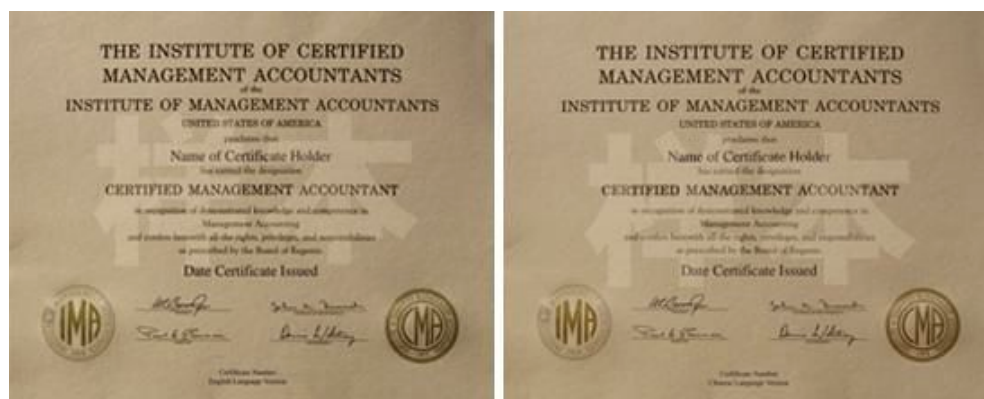 THE INSTITUTE OF CERTIFIED
MANAGEMENT ACCOUNTANTS
of the
INSTITUTE OF MANAGEMENT ACCOUNTANTS
UNITED STATES OF AMERICA
proclaims that
Name of Certificate Holder
has earned the designation
CERTIFIED MANAGEMENT ACCOUNTANT
in recognition of demonstrated knowledge and competence in
Management Accounting
and confers herewith all the rights, privileges, and responsibilities
as prescribed by the Board of Regents
Date Certificate Issued
IMA
CMA
Certificate Number
English Language Version
样本
THE INSTITUTE OF CERTIFIED
MANAGEMENT ACCOUNTANTS
of the
INSTITUTE OF MANAGEMENT ACCOUNTANTS
UNITED STATES OF AMERICA
proclaims that
Name of Certificate Holder
has earned the designation
CERTIFIED MANAGEMENT ACCOUNTANT
in recognition of demonstrated knowledge and competence in
Management Accounting
and confers herewith all the rights, privileges, and responsibilities
as prescribed by the Board of Regents
Date Certificate Issued
IMA
CMA
Certificate Number
Chinese Language Version
样本